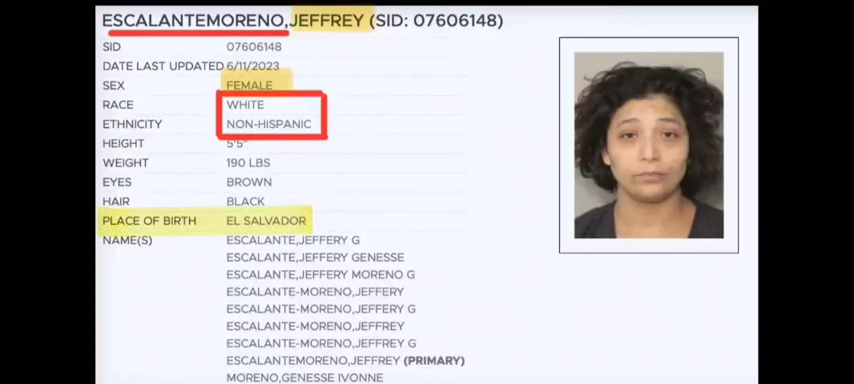 ESCALANTEMORENO,JEFFREY (SID: 07606148)
SID 07606148
DATE LAST UPDATED 6/11/2023
SEX FEMALE
RACE WHITE
ETHNICITY NON-HISPANIC
HEIGHT 5'5"
WEIGHT 190 LBS
EYES BROWN
HAIR BLACK
PLACE OF BIRTH EL SALVADOR
NAME(S) ESCALANTE,JEFFERY G
ESCALANTE,JEFFERY GENESSE
ESCALANTE,JEFFERY MORENO G
ESCALANTE-MORENO,JEFFERY
ESCALANTE-MORENO,JEFFERY G
ESCALANTE-MORENO,JEFFREY
ESCALANTE-MORENO,JEFFREY G
ESCALANTEMORENO,JEFFREY (PRIMARY)
MORENO,GENESSE IVONNE